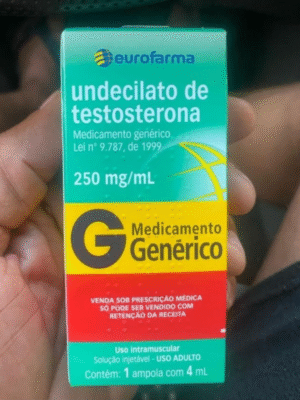 eurofarma
undecilato de
testosterona
Medicamento genérico
Lei nº 9.787, de 1999
250 mg/mL
G Medicamento
Genérico
VENDA SOB PRESCRIÇÃO MÉDICA
SÓ PODE SER VENDIDO COM
RETENÇÃO DA RECEITA
Uso intramuscular
Solução injetável - USO ADULTO
Contém: 1 ampola com 4 mL